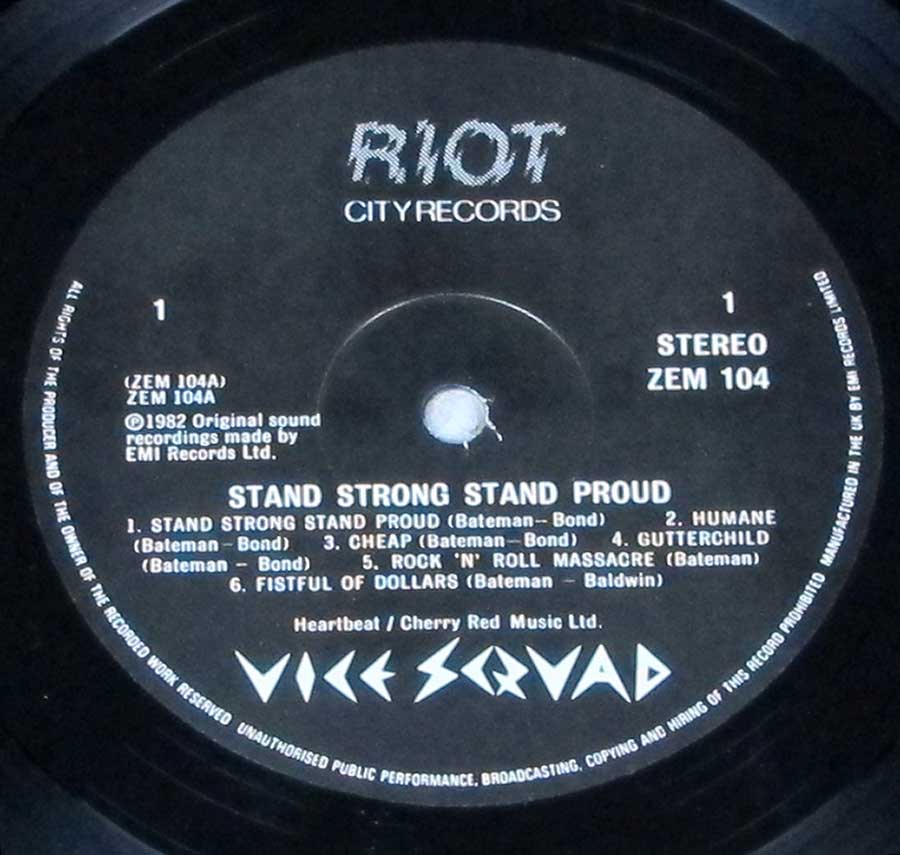 RIOT
CITY RECORDS
1
1
STEREO
ZEM 104
(ZEM 104A)
ZEM 104A
Ⓟ1982 Original sound
recordings made by
EMI Records Ltd.
STAND STRONG STAND PROUD
1. STAND STRONG STAND PROUD (Bateman – Bond) 2. HUMANE
(Bateman – Bond) 3. CHEAP (Bateman – Bond) 4. GUTTERCHILD
(Bateman – Bond) 5. ROCK 'N' ROLL MASSACRE (Bateman)
6. FISTFUL OF DOLLARS (Bateman – Baldwin)
Heartbeat / Cherry Red Music Ltd.
VICE SQUAD
ALL RIGHTS OF THE PRODUCER AND OF THE OWNER OF THE RECORDED WORK RESERVED UNAUTHORISED PUBLIC PERFORMANCE, BROADCASTING, COPYING AND HIRING OF THIS RECORD PROHIBITED MANUFACTURED IN THE UK BY EMI RECORDS LIMITED